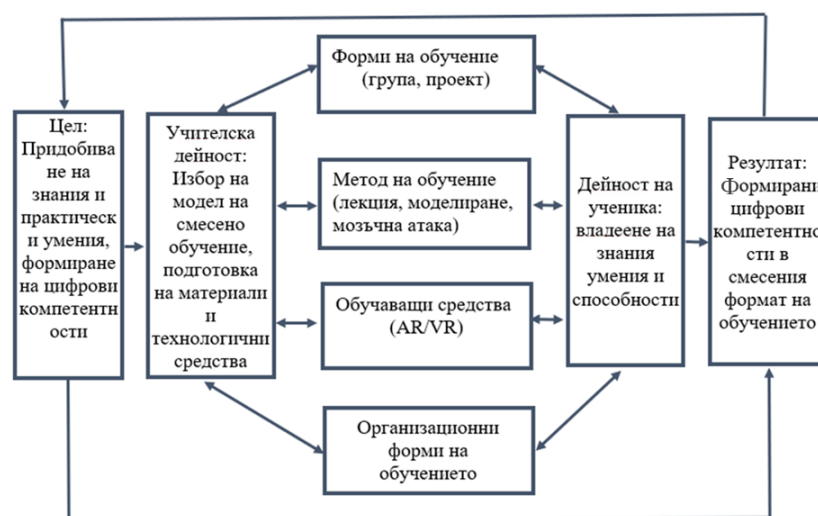 Форми на обучение
(група, проект)
Цел:
Придобива
не на
знания и
практическ
и умения,
формиране
на цифрови
компетентн
ости
Учителска
дейност:
Избор на
модел на
смесено
обучение,
подготовка
на материали
и
технологични
средства
Метод на обучение
(лекция, моделиране,
мозъчна атака)
Обучаващи средства
(AR/VR)
Организационни
форми на
обучението
Дейност на
ученика:
владеене на
знания
умения и
способности
Резултат:
Формирани
цифрови
компетентно
сти в
смесения
формат на
обучението